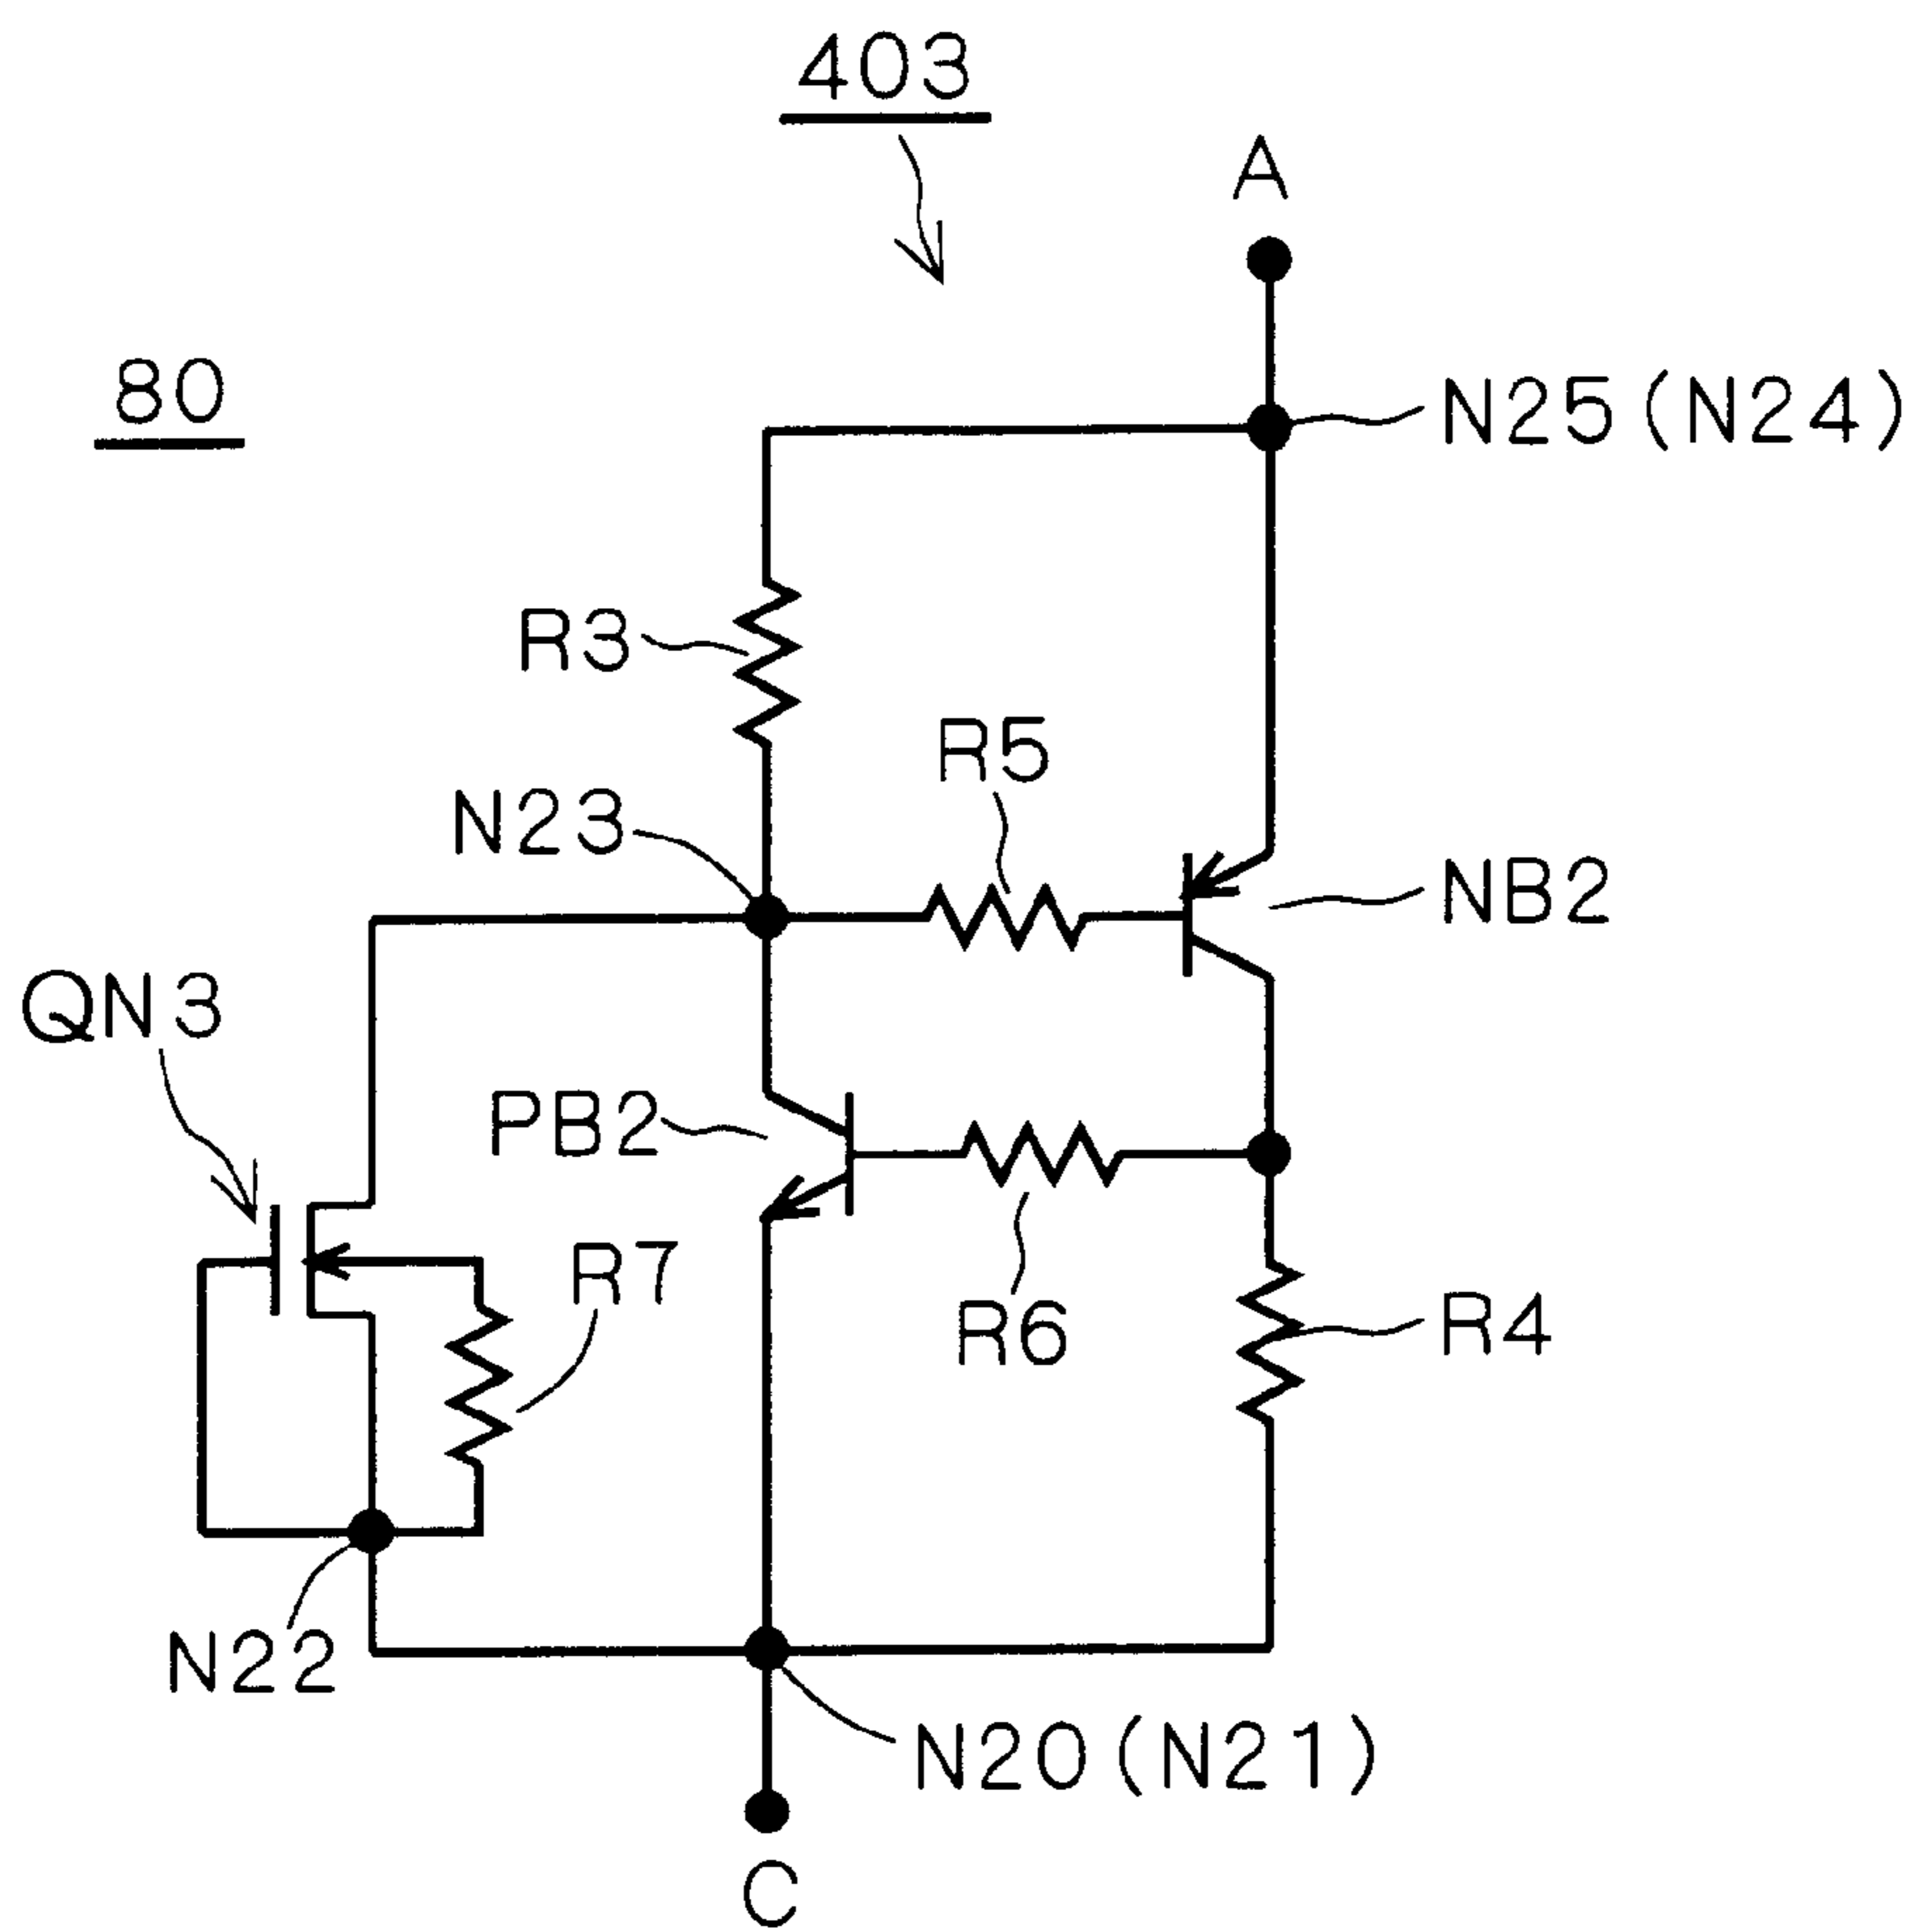 403
A
80
N25(N24)
R3
R5
N23
NB2
QN3
PB2
R7
R6
R4
N22
N20(N21)
C